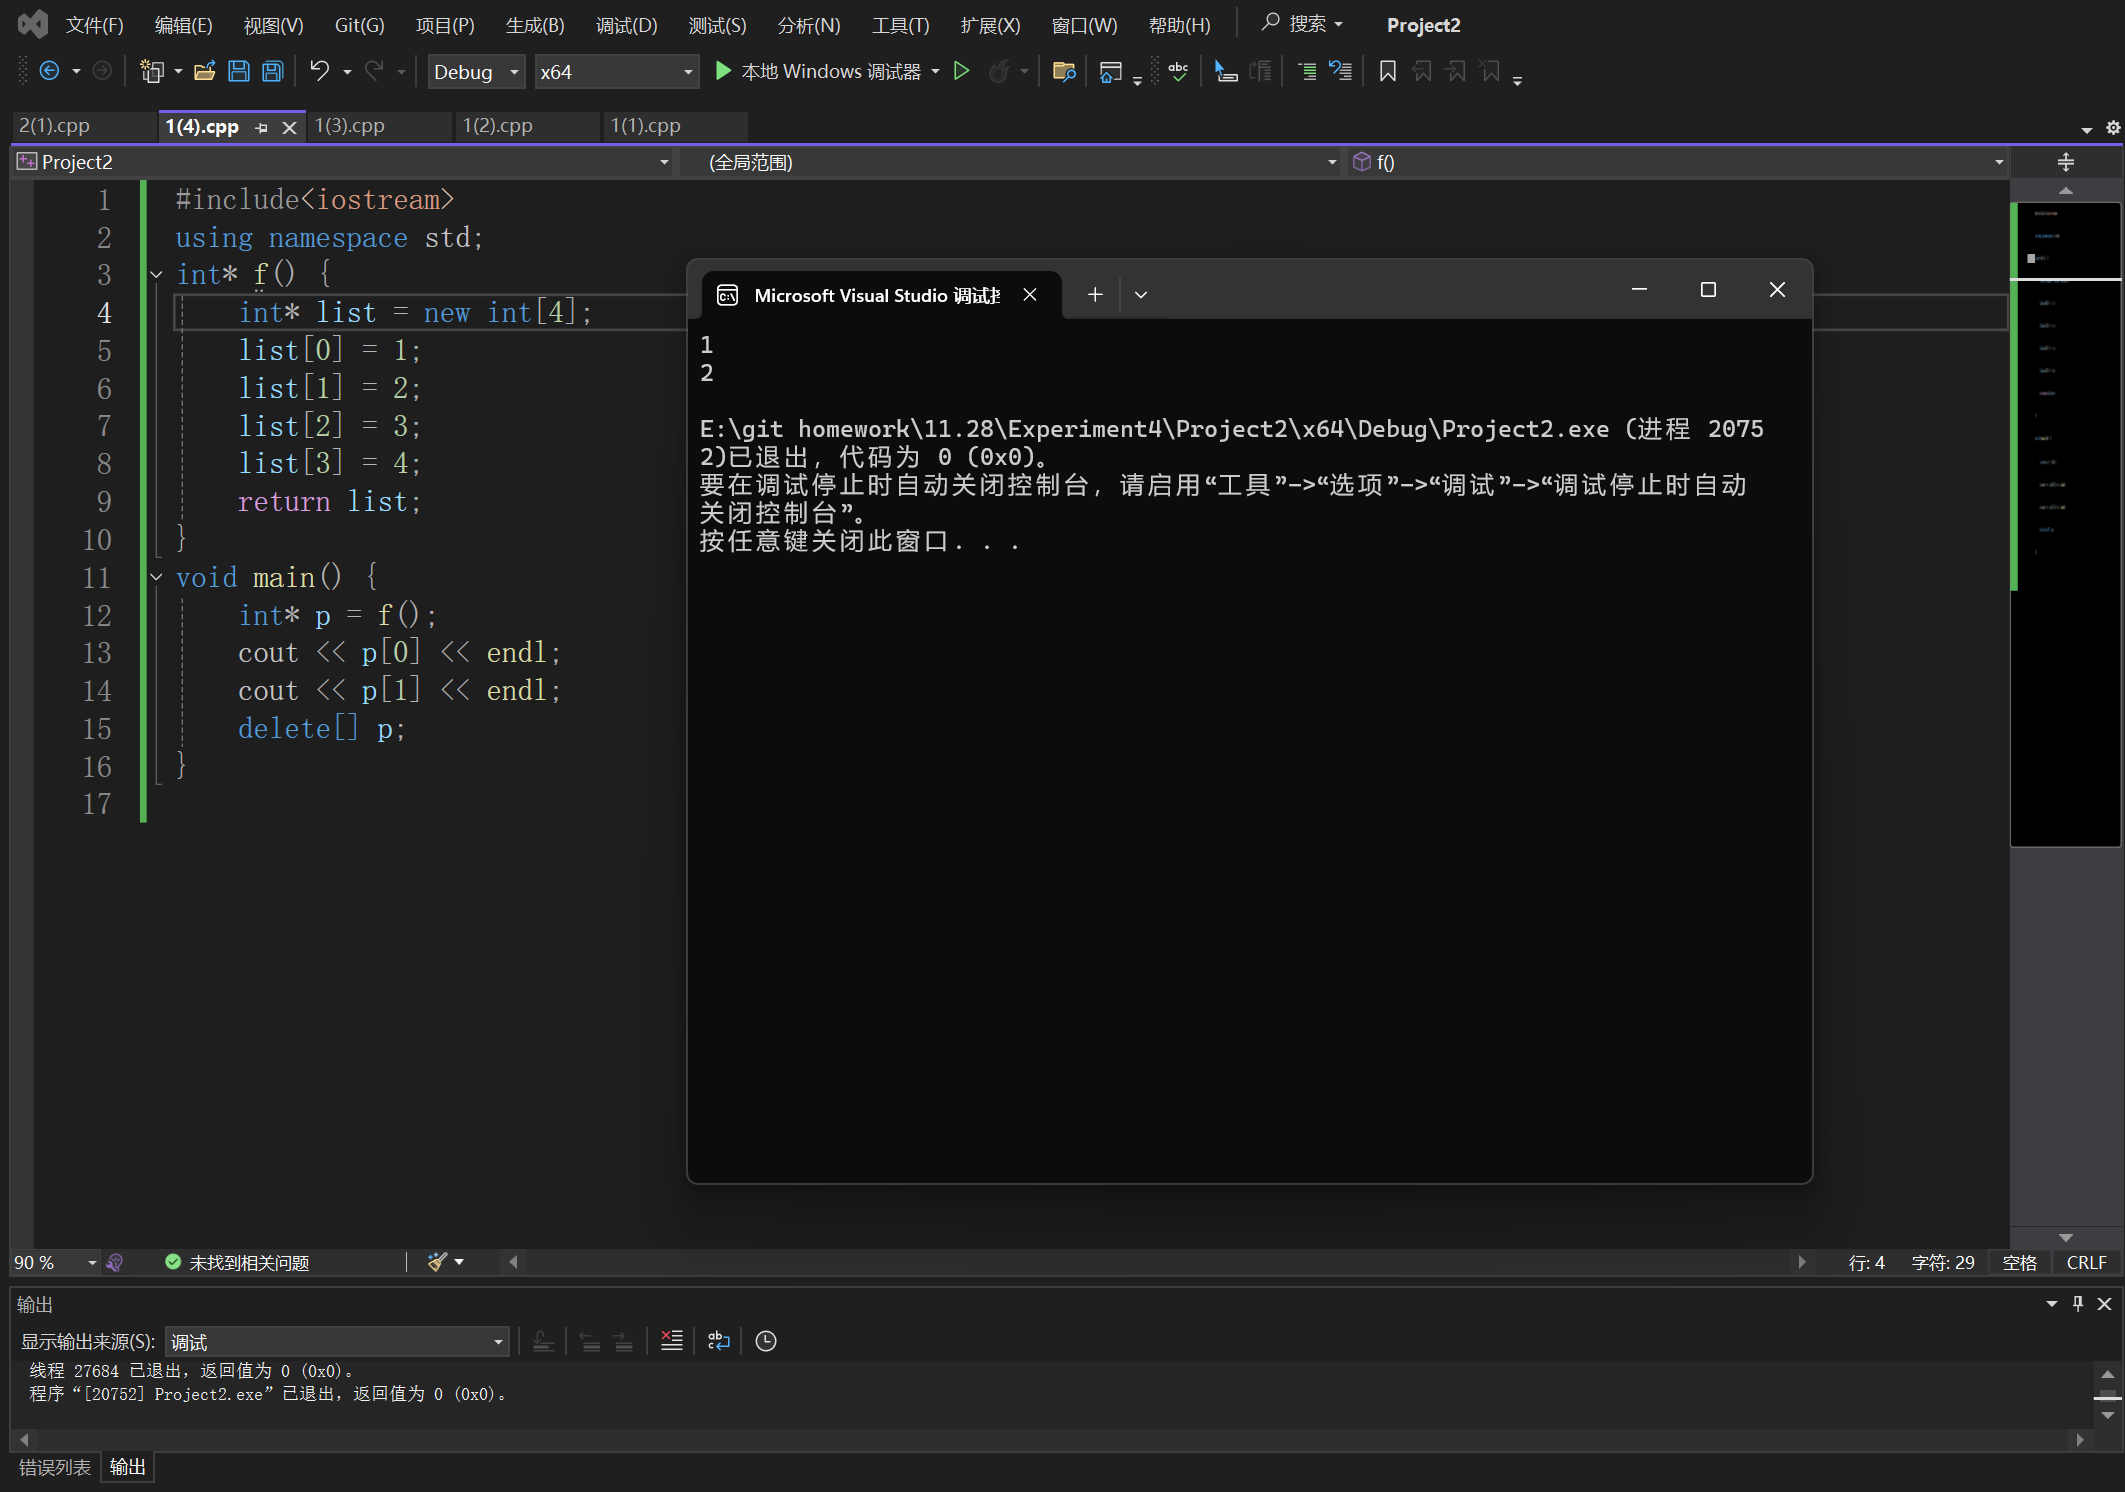 文件(F) 编辑(E) 视图(V) Git(G) 项目(P) 生成(B) 调试(D) 测试(S) 分析(N) 工具(T) 扩展(X) 窗口(W) 帮助(H) 搜索 Project2
Debug x64 本地 Windows 调试器
2(1).cpp 1(4).cpp 1(3).cpp 1(2).cpp 1(1).cpp
Project2 (全局范围) f()
1 #include<iostream>
2 using namespace std;
3 int* f() {
4 int* list = new int[4];
5 list[0] = 1;
6 list[1] = 2;
7 list[2] = 3;
8 list[3] = 4;
9 return list;
10 }
11 void main() {
12 int* p = f();
13 cout << p[0] << endl;
14 cout << p[1] << endl;
15 delete[] p;
16 }
17
Microsoft Visual Studio 调试
1
2
E:\git homework\11.28\Experiment4\Project2\x64\Debug\Project2.exe (进程 2075
2)已退出，代码为 0 (0x0)。
要在调试停止时自动关闭控制台，请启用“工具”->“选项”->“调试”->“调试停止时自动
关闭控制台”。
按任意键关闭此窗口. . .
90 % 未找到相关问题 行: 4 字符: 29 空格 CRLF
输出
显示输出来源(S): 调试
线程 27684 已退出，返回值为 0 (0x0)。
程序“[20752] Project2.exe”已退出，返回值为 0 (0x0)。
错误列表 输出